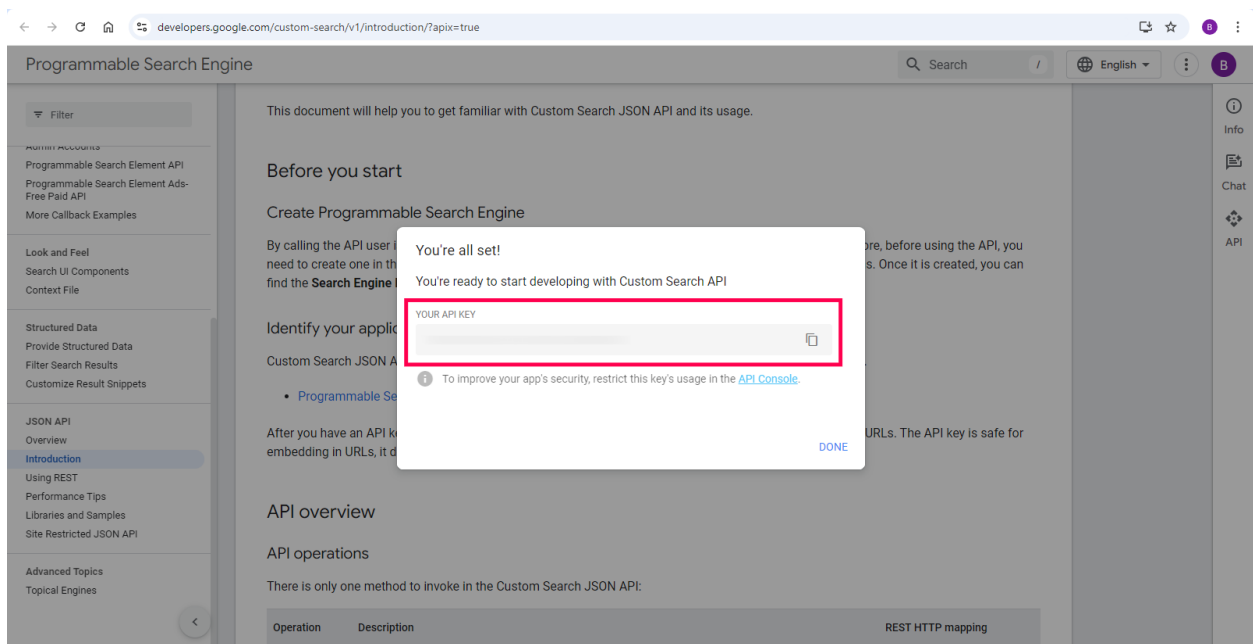 developers.google.com/custom-search/v1/introduction/?apix=true
B
Programmable Search Engine
Search
/
English
B
Filter
Admin Accounts
Programmable Search Element API
Programmable Search Element Ads-
Free Paid API
More Callback Examples
Look and Feel
Search UI Components
Context File
Structured Data
Provide Structured Data
Filter Search Results
Customize Result Snippets
JSON API
Overview
Introduction
Using REST
Performance Tips
Libraries and Samples
Site Restricted JSON API
Advanced Topics
Topical Engines
This document will help you to get familiar with Custom Search JSON API and its usage.
Before you start
Create Programmable Search Engine
By calling the API user i
ore, before using the API, you
need to create one in th
s. Once it is created, you can
find the Search Engine
Identify your applic
Custom Search JSON A
• Programmable Se
After you have an API k
URLs. The API key is safe for
embedding in URLs, it d
You're all set!
You're ready to start developing with Custom Search API
YOUR API KEY
To improve your app's security, restrict this key's usage in the API Console.
DONE
API overview
API operations
There is only one method to invoke in the Custom Search JSON API:
Operation Description REST HTTP mapping
Info
Chat
API